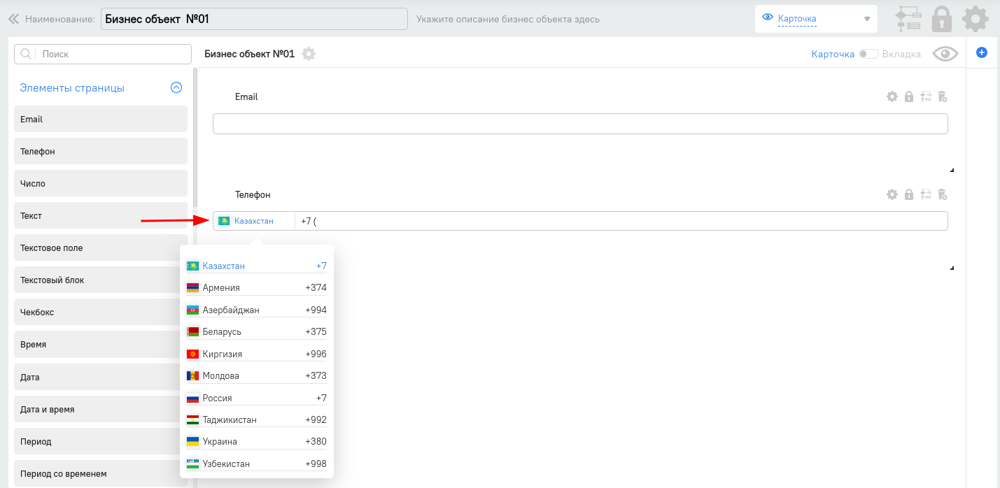 Наименование: Бизнес объект №01 Укажите описание бизнес объекта здесь Карточка
Поиск
Бизнес объект №01
Карточка Вкладка
Элементы страницы
Email
Телефон
Число
Текст
Текстовое поле
Текстовый блок
Чекбокс
Время
Дата
Дата и время
Период
Период со временем
Email
Телефон
Казахстан +7 (
Казахстан +7
Армения +374
Азербайджан +994
Беларусь +375
Киргизия +996
Молдова +373
Россия +7
Таджикистан +992
Украина +380
Узбекистан +998